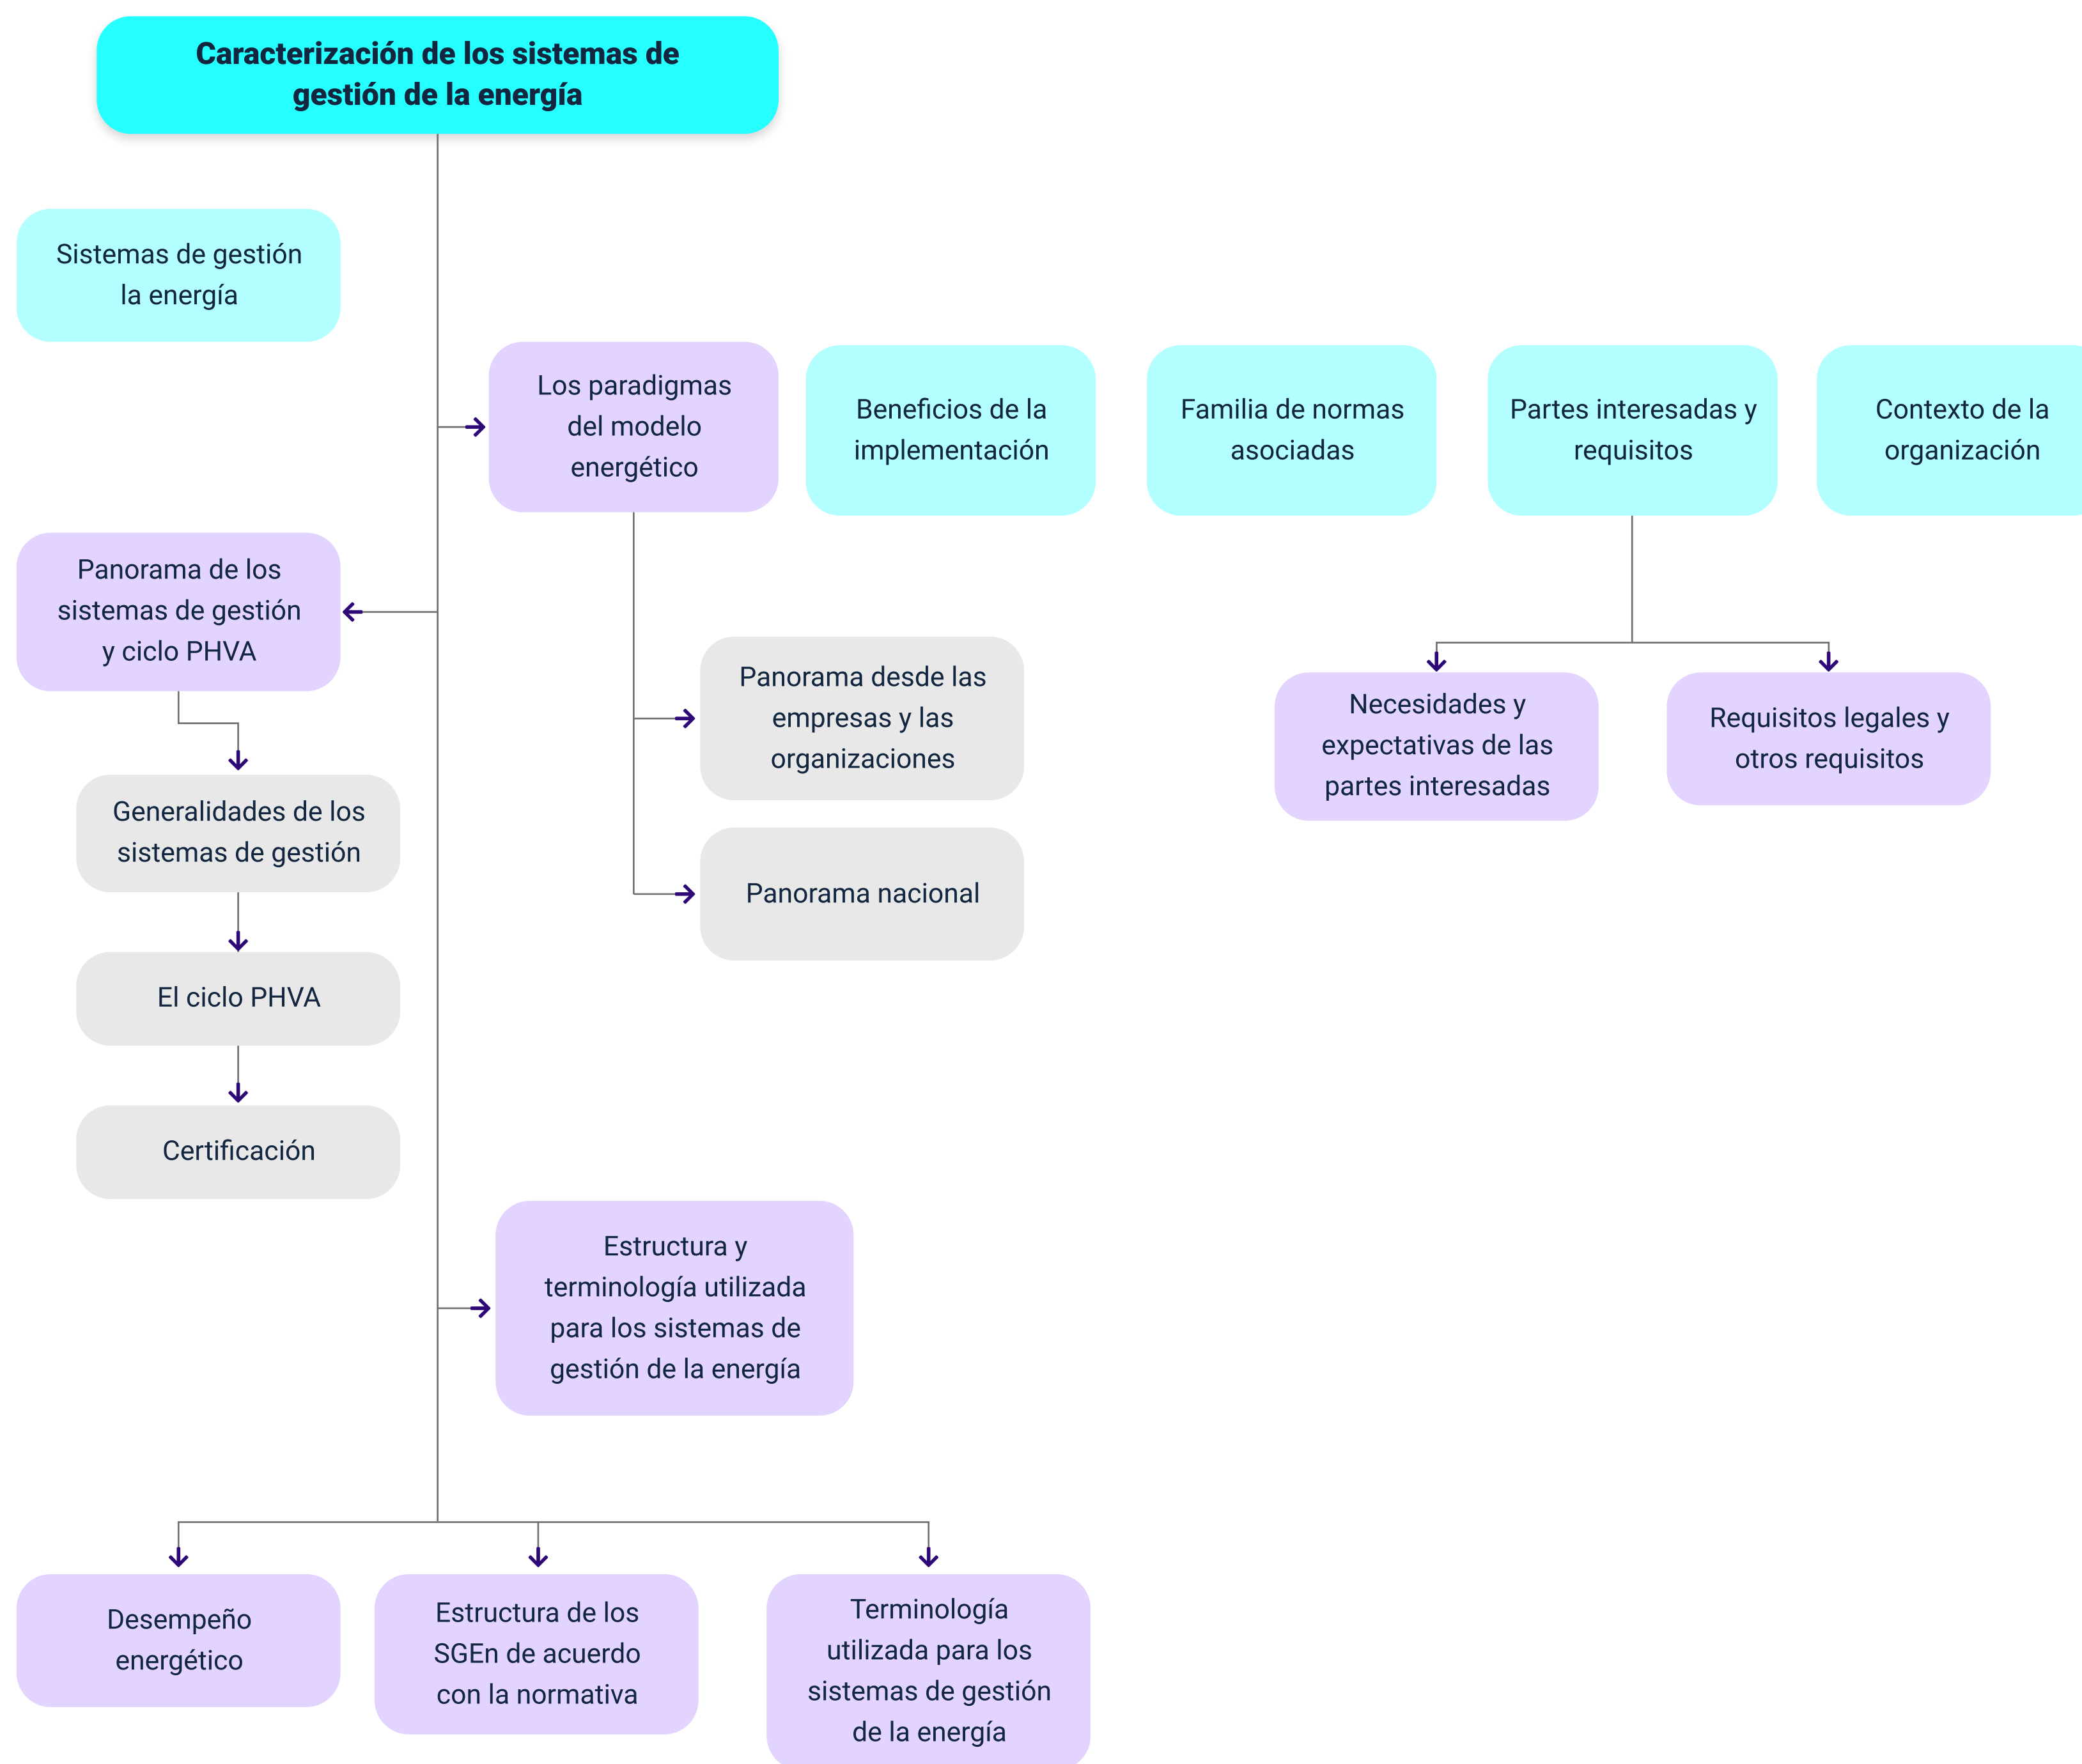 Caracterización de los sistemas de
gestión de la energía
Sistemas de gestión
la energía
Los paradigmas
del modelo
energético
Beneficios de la
implementación
Familia de normas
asociadas
Partes interesadas y
requisitos
Contexto de la
organización
Panorama de los
sistemas de gestión
y ciclo PHVA
Panorama desde las
empresas y las
organizaciones
Necesidades y
expectativas de las
partes interesadas
Requisitos legales y
otros requisitos
Generalidades de los
sistemas de gestión
Panorama nacional
El ciclo PHVA
Certificación
Estructura y
terminología utilizada
para los sistemas de
gestión de la energía
Desempeño
energético
Estructura de los
SGEn de acuerdo
con la normativa
Terminología
utilizada para los
sistemas de gestión
de la energía